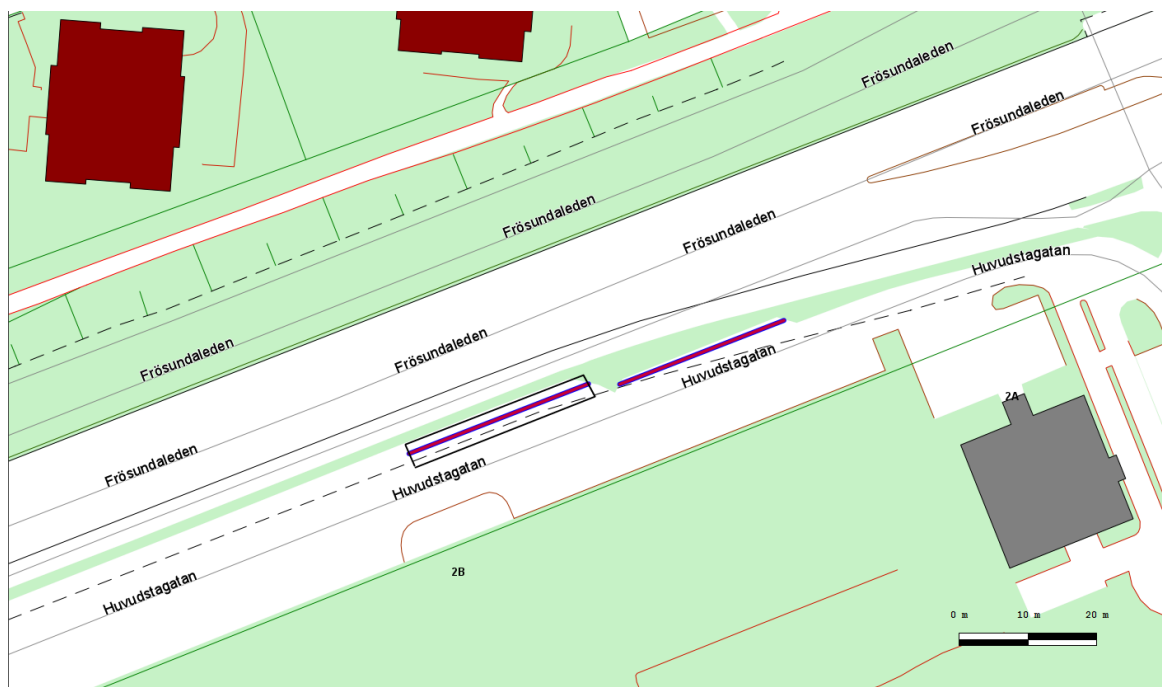 Frösundaleden
Frösundaleden
Frösundaleden
Frösundaleden
Huvudstagatan
Frösundaleden
Frösundaleden
Huvudstagatan
2A
Frösundaleden
Huvudstagatan
2B
Huvudstagatan
0 m 10 m 20 m